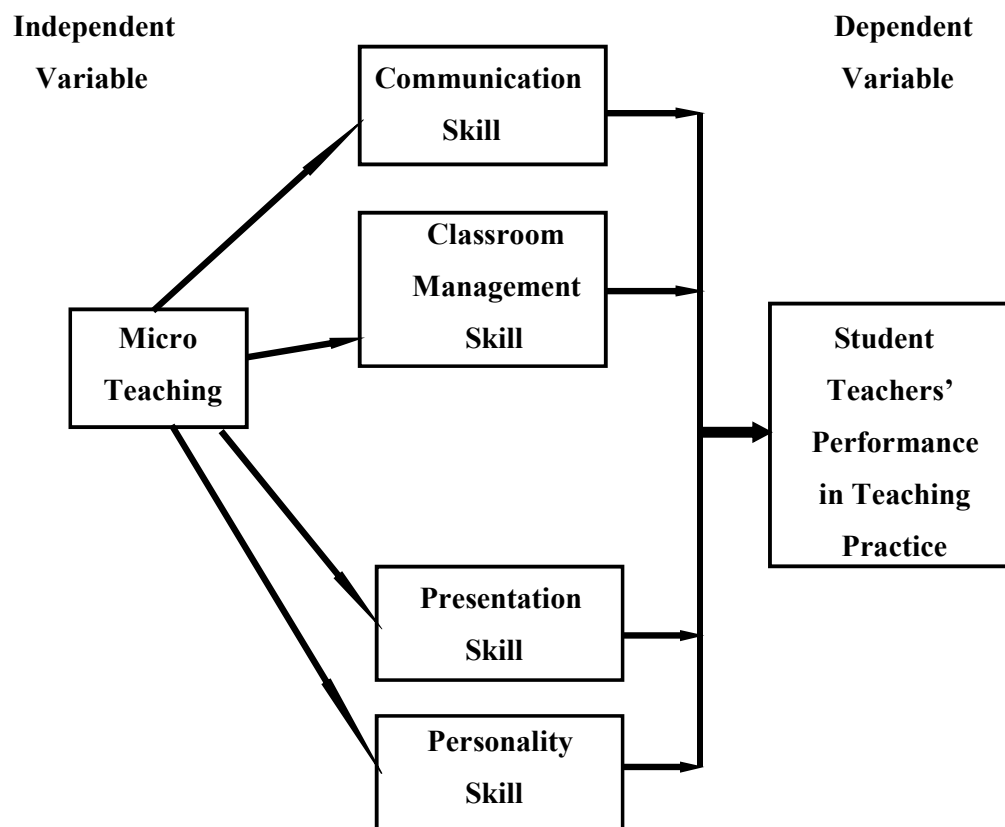 Independent
Variable
Dependent
Variable
Communication
Skill
Classroom
Management
Skill
Micro
Teaching
Student
Teachers’
Performance
in Teaching
Practice
Presentation
Skill
Personality
Skill